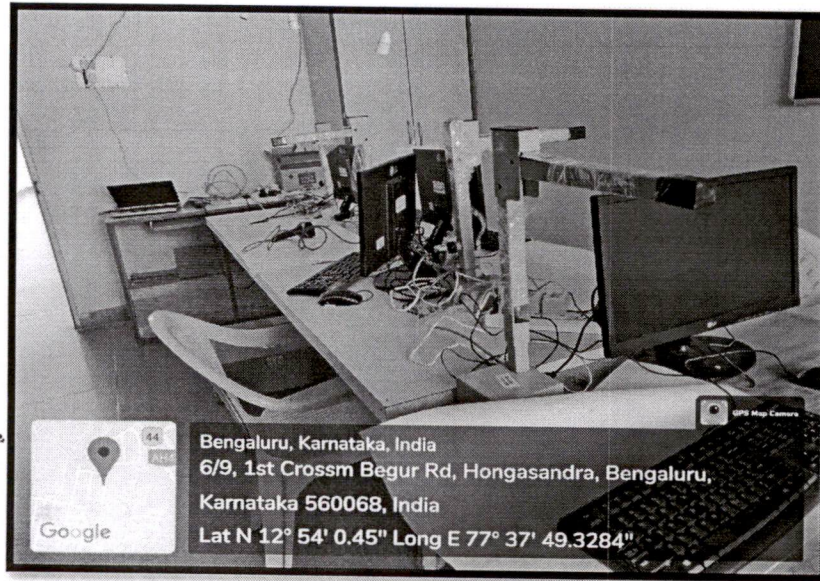 GPS Map Camera
44
Bengaluru, Karnataka, India
6/9, 1st Crossm Begur Rd, Hongasandra, Bengaluru,
Karnataka 560068, India
Lat N 12° 54' 0.45" Long E 77° 37' 49.3284"
Google